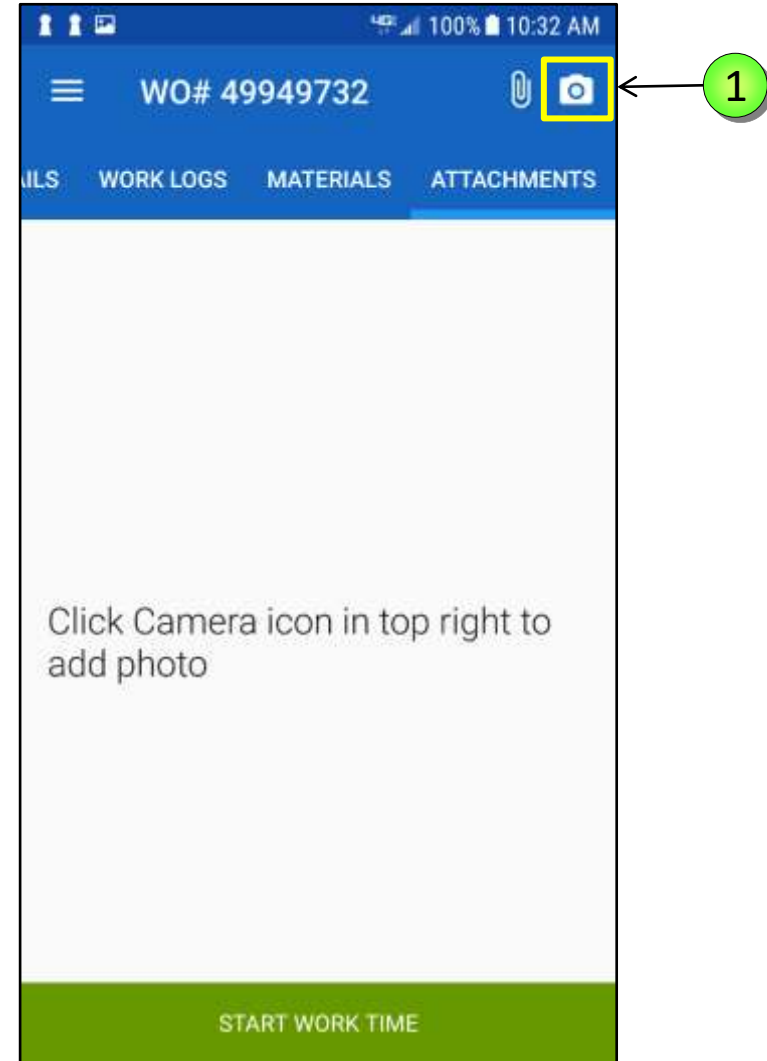 100% 10:32 AM
WO# 49949732
1
AILS WORK LOGS MATERIALS ATTACHMENTS
Click Camera icon in top right to
add photo
START WORK TIME